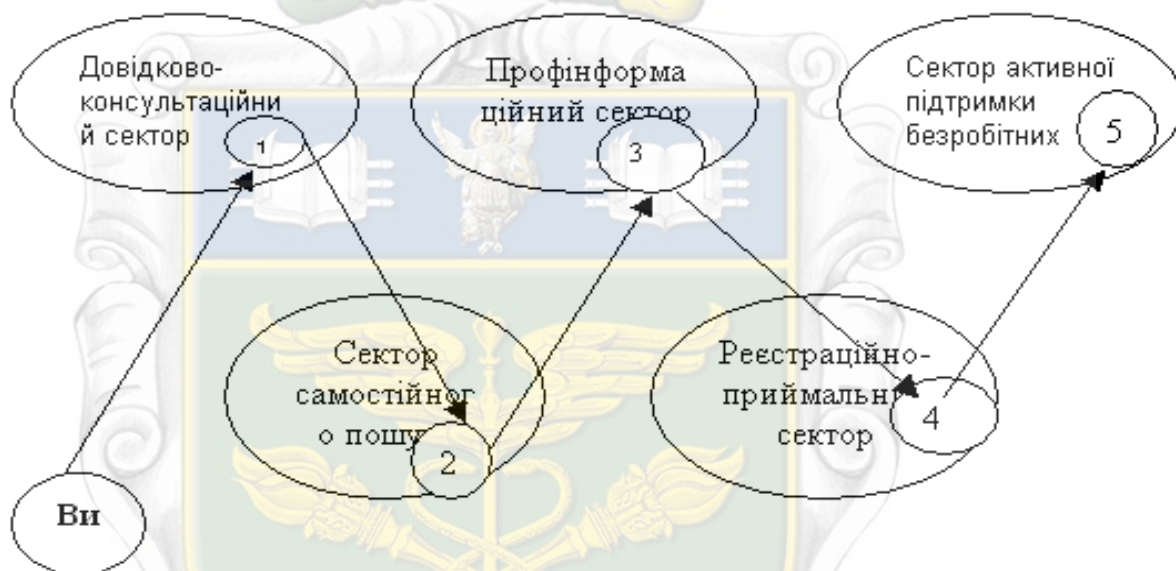 Довідково-
консультаційни
й сектор
1
Профінформа
ційний сектор
3
Сектор активної
підтримки
безробітних
5
Сектор
самостійног
о пошу
2
Реєстраційно-
приймальн
сектор
4
Ви